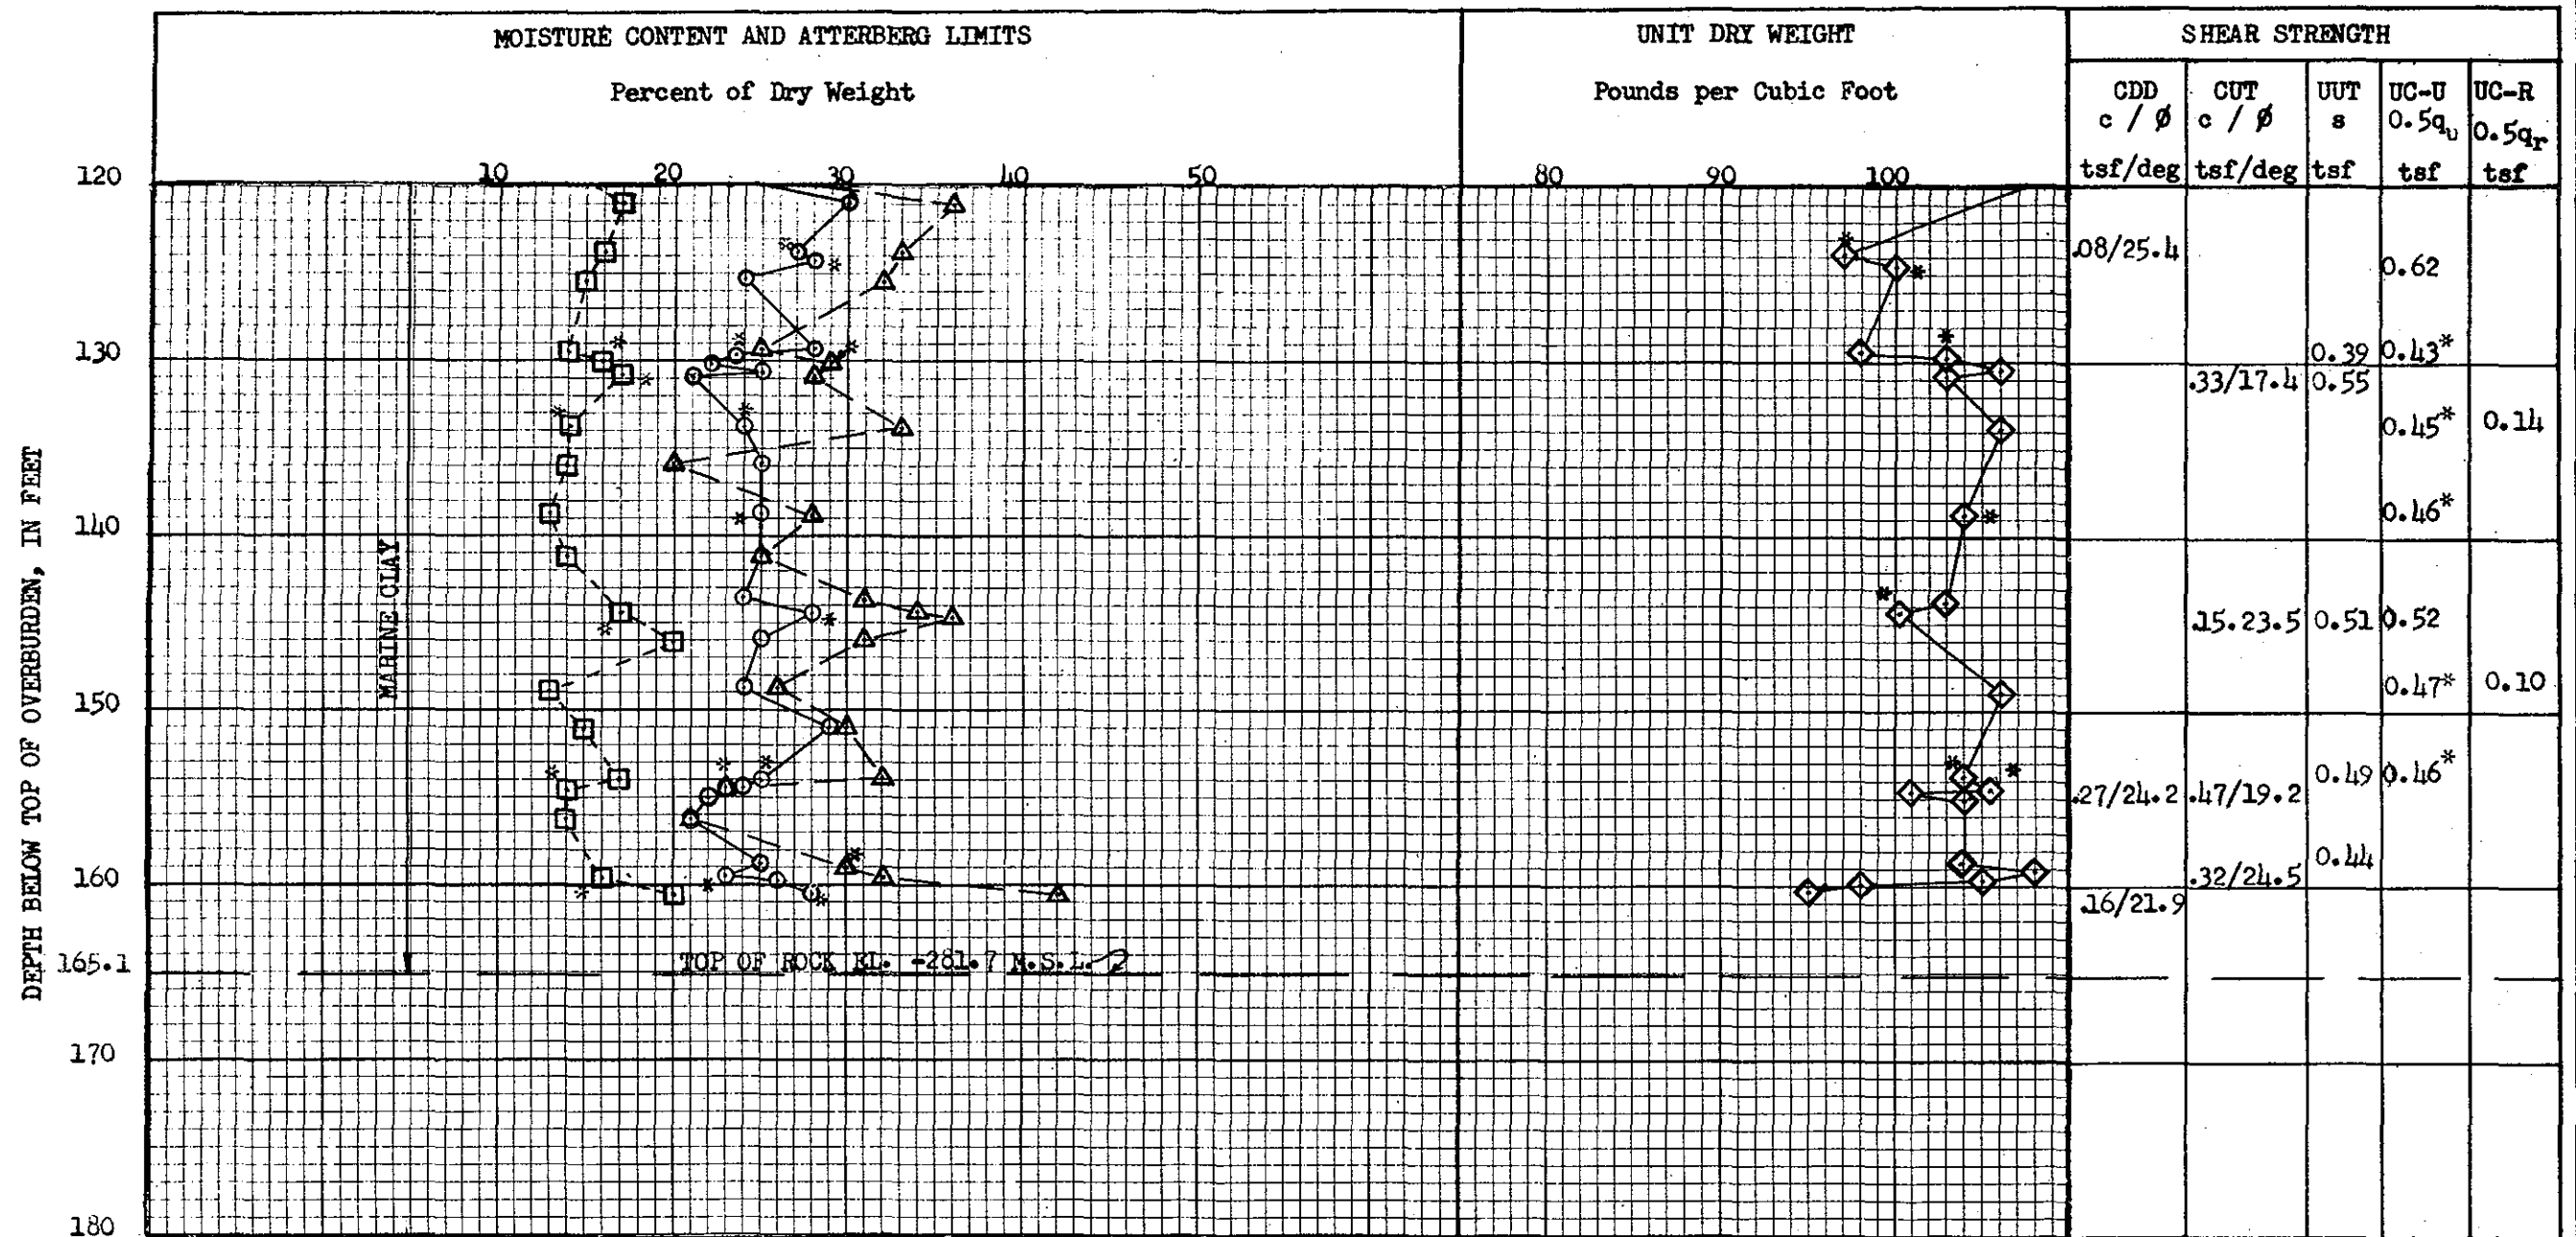 MOISTURE CONTENT AND ATTERBERG LIMITS
Percent of Dry Weight
UNIT DRY WEIGHT
Pounds per Cubic Foot
SHEAR STRENGTH
CDD CUT UUT UC-U UC-R
c / Ø c / Ø s 0.5qu 0.5qr
tsf/deg tsf/deg tsf tsf tsf
10 20 30 40 50 80 90 100
120
.08/25.4 0.62
130
0.39 0.43*
.33/17.4 0.55
0.45* 0.14
0.46*
140
.15.23.5 0.51 0.52
0.47* 0.10
150
0.49 0.46*
.27/24.2 .47/19.2
0.44
160
.32/24.5
.16/21.9
165.1
TOP OF ROCK EL. -281.7 M.S.L.
170
180
DEPTH BELOW TOP OF OVERBURDEN, IN FEET
MARINE CLAY